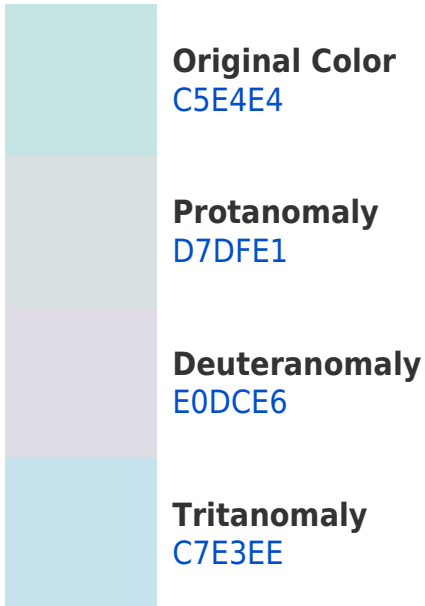 Original Color
C5E4E4
Protanomaly
D7DFE1
Deuteranomaly
E0DCE6
Tritanomaly
C7E3EE